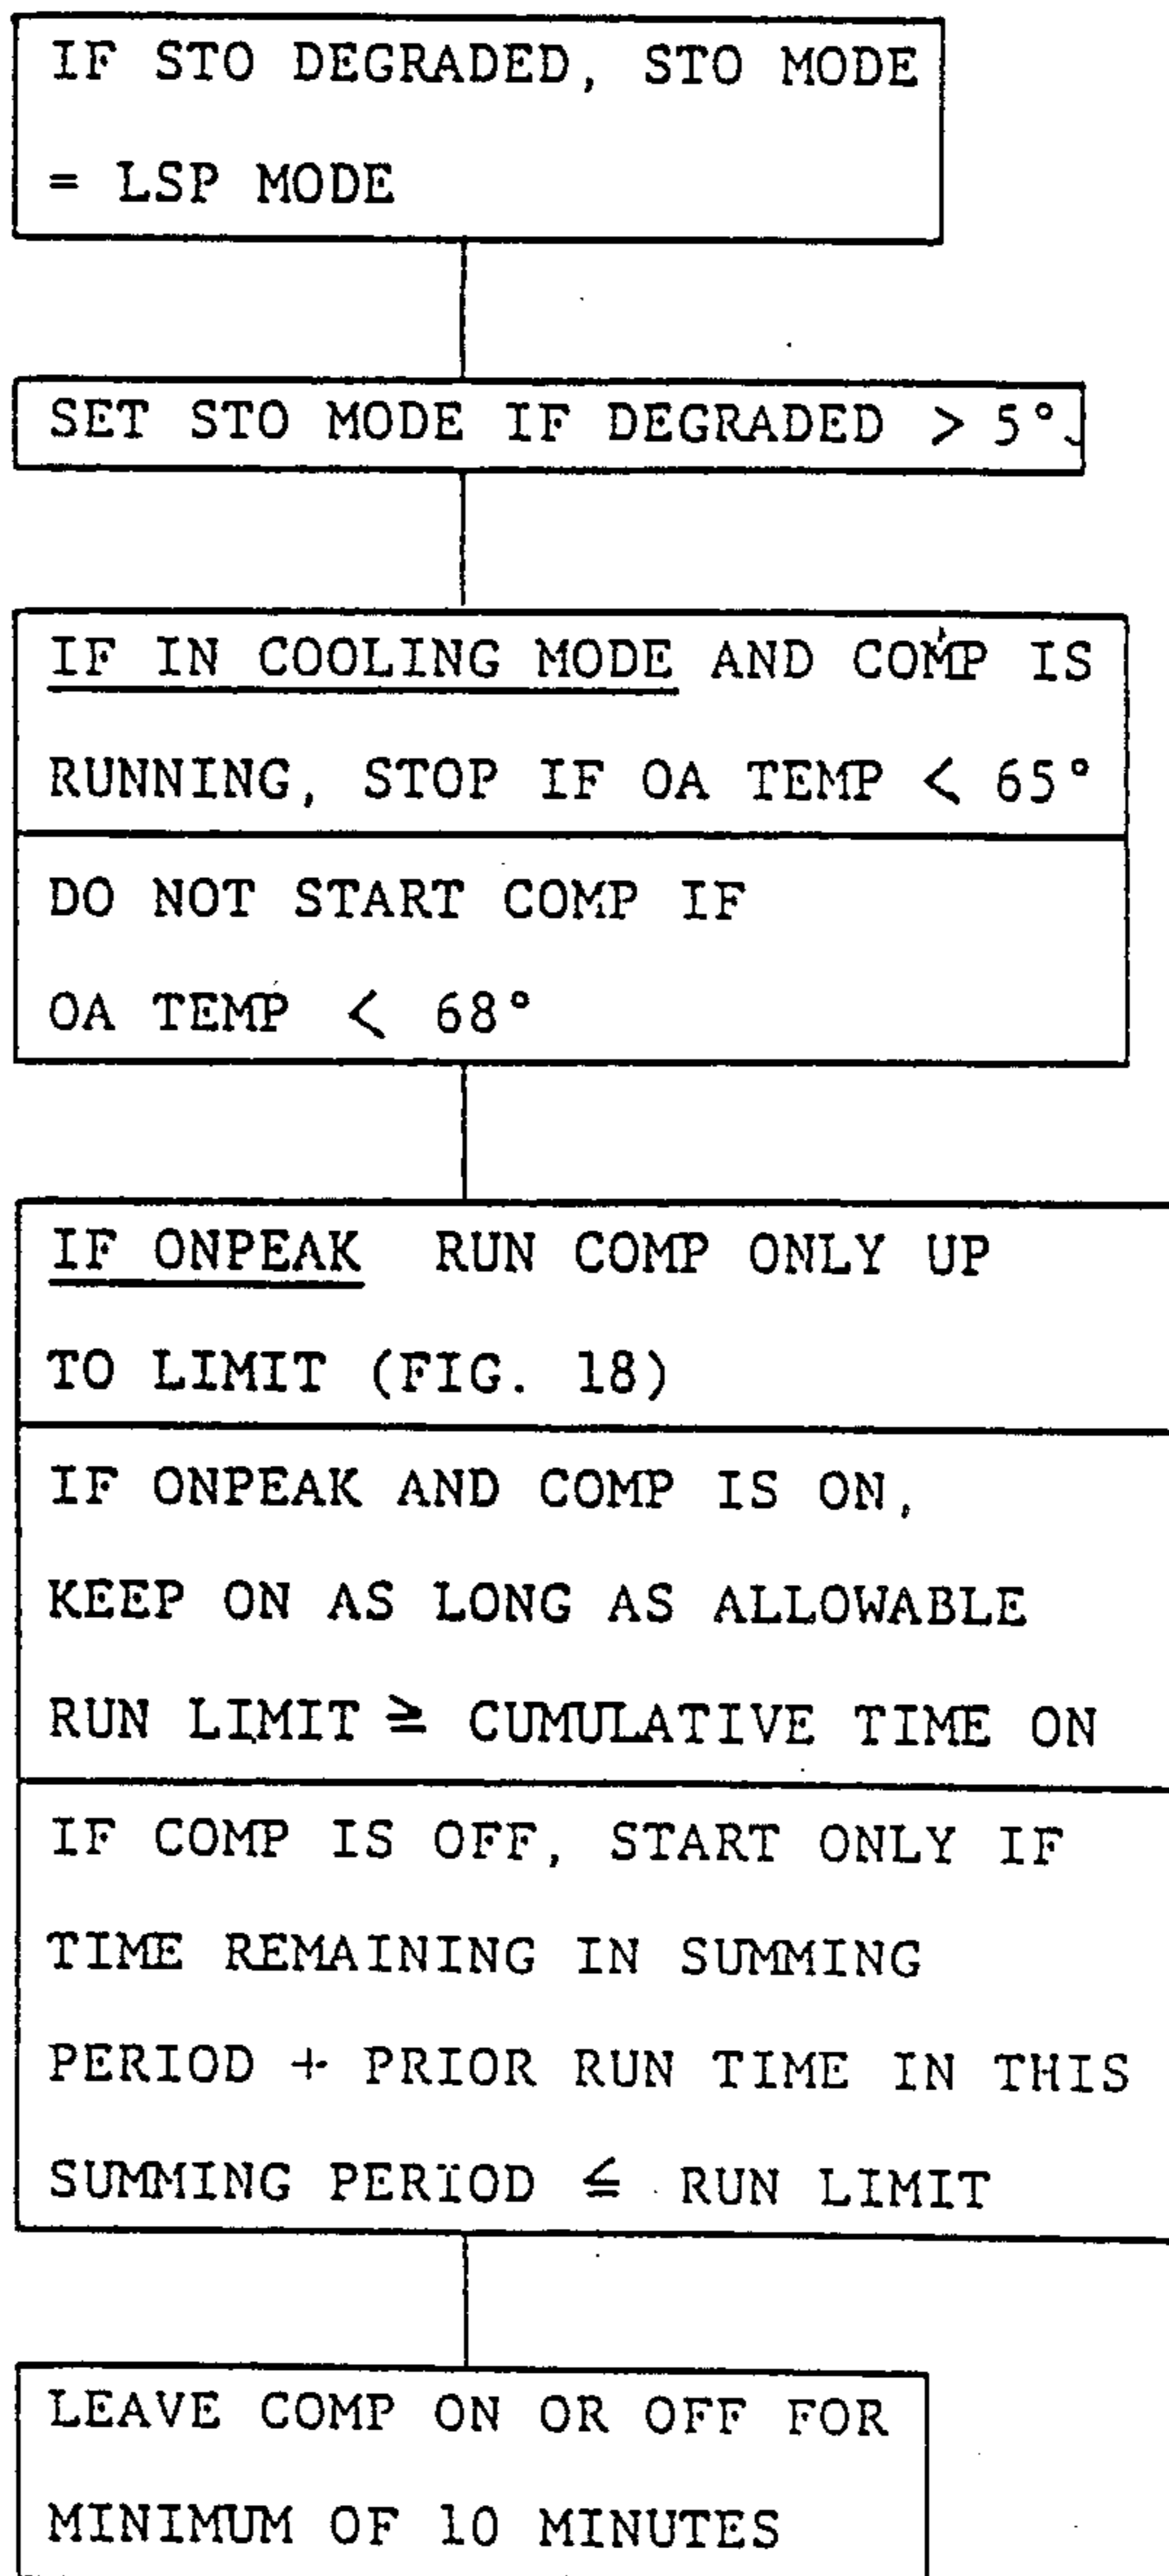 IF STO DEGRADED, STO MODE
= LSP MODE
SET STO MODE IF DEGRADED > 5°
IF IN COOLING MODE AND COMP IS
RUNNING, STOP IF OA TEMP < 65°
DO NOT START COMP IF
OA TEMP < 68°
IF ONPEAK RUN COMP ONLY UP
TO LIMIT (FIG. 18)
IF ONPEAK AND COMP IS ON,
KEEP ON AS LONG AS ALLOWABLE
RUN LIMIT ≧ CUMULATIVE TIME ON
IF COMP IS OFF, START ONLY IF
TIME REMAINING IN SUMMING
PERIOD + PRIOR RUN TIME IN THIS
SUMMING PERIOD ≦ RUN LIMIT
LEAVE COMP ON OR OFF FOR
MINIMUM OF 10 MINUTES